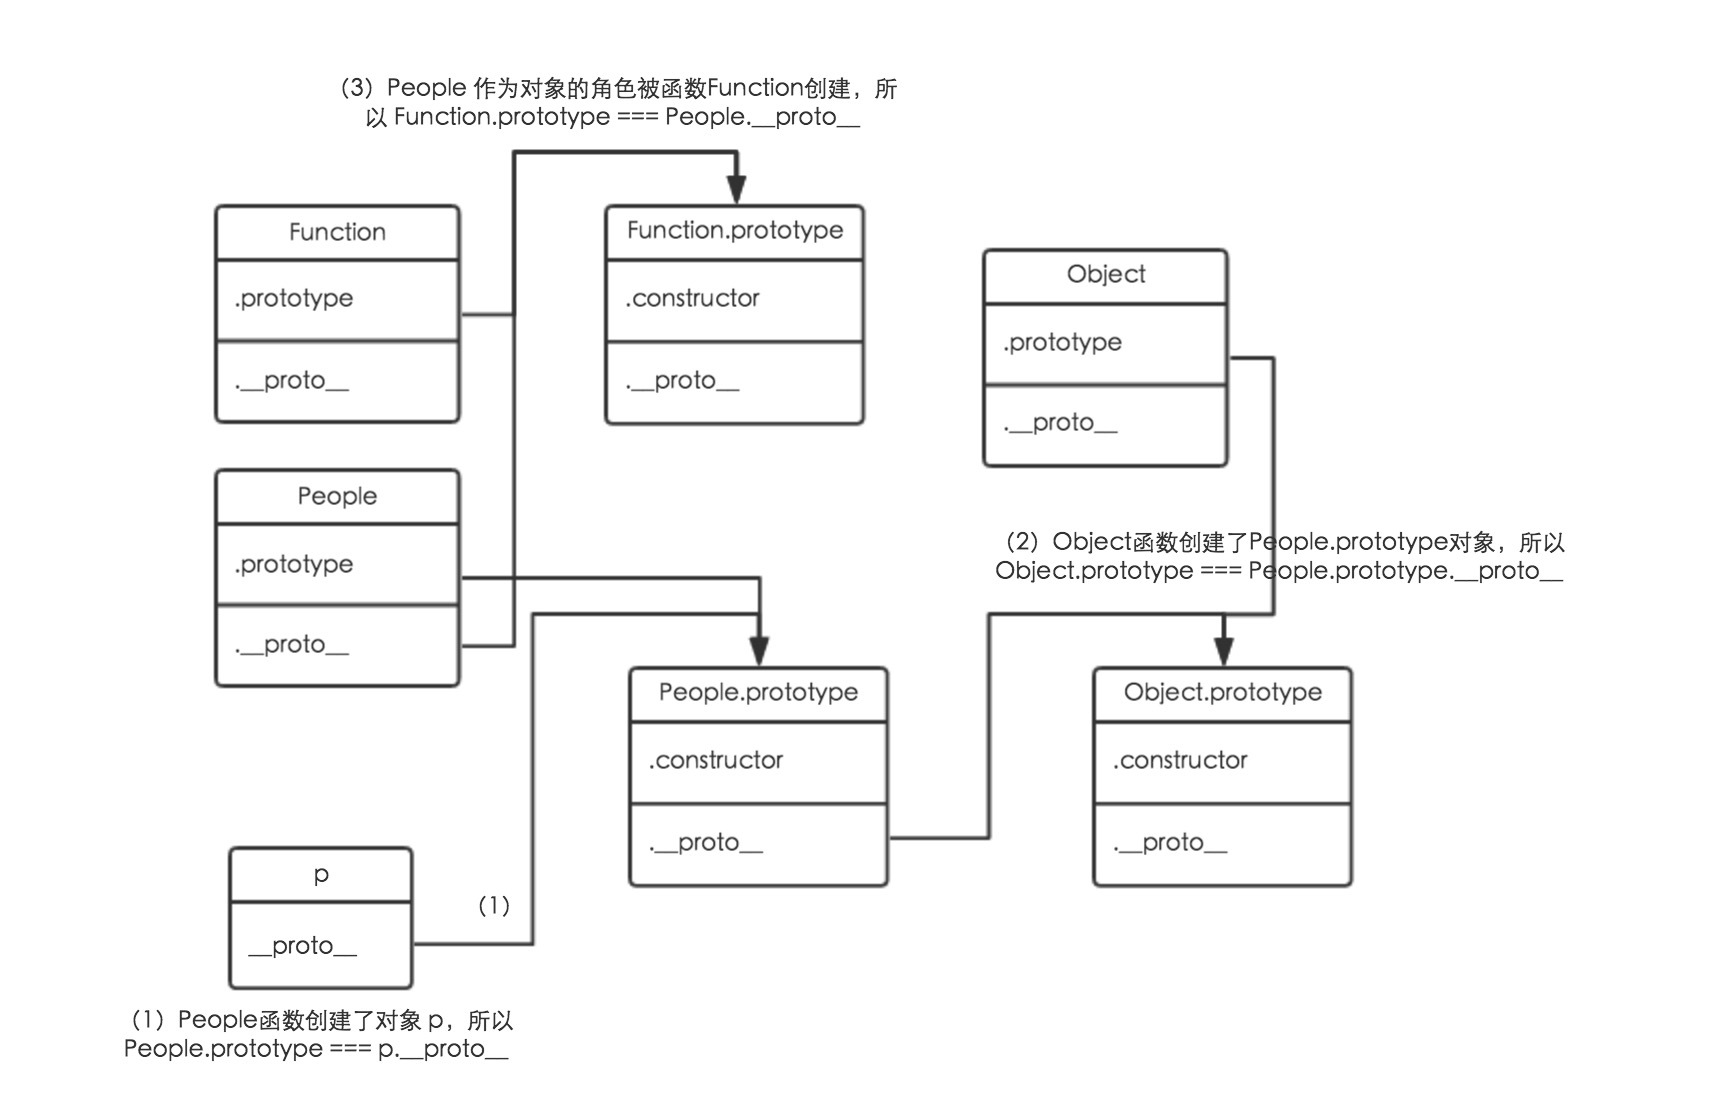 （3）People 作为对象的角色被函数Function创建，所
以 Function.prototype === People.__proto__
Function
.prototype
.__proto__
Function.prototype
.constructor
.__proto__
Object
.prototype
.__proto__
People
.prototype
.__proto__
（2）Object函数创建了People.prototype对象，所以
Object.prototype === People.prototype.__proto__
People.prototype
.constructor
.__proto__
Object.prototype
.constructor
.__proto__
p
__proto__
（1）
（1）People函数创建了对象 p，所以
People.prototype === p.__proto__